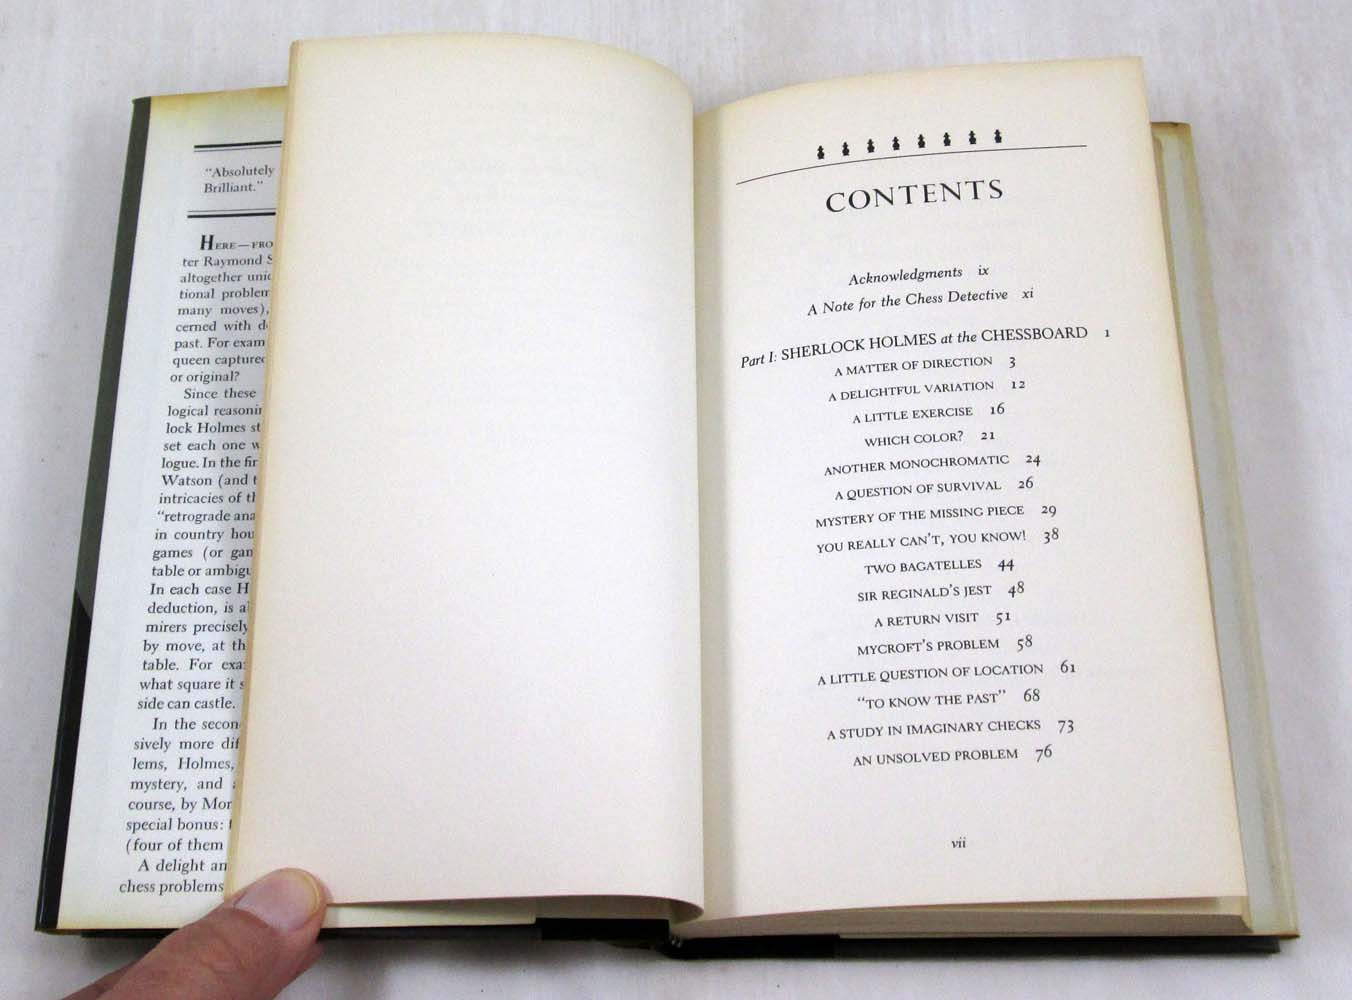 "Absolutely
Brilliant."
HERE—FRO
ter Raymond S
altogether uni
tional problem
many moves),
cerned with d
past. For exam
queen captured
or original?
Since these
logical reasoni
lock Holmes st
set each one w
logue. In the fir
Watson (and t
intricacies of th
"retrograde ana
in country hou
games (or gan
table or ambigu
In each case H
deduction, is al
mirers precisely
by move, at th
table. For exa
what square it s
side can castle.
In the secon
sively more dif
lems, Holmes,
mystery, and
course, by Mor
special bonus: t
(four of them
A delight an
chess problems
CONTENTS
Acknowledgments ix
A Note for the Chess Detective xi
Part I: SHERLOCK HOLMES at the CHESSBOARD 1
A MATTER OF DIRECTION 3
A DELIGHTFUL VARIATION 12
A LITTLE EXERCISE 16
WHICH COLOR? 21
ANOTHER MONOCHROMATIC 24
A QUESTION OF SURVIVAL 26
MYSTERY OF THE MISSING PIECE 29
YOU REALLY CAN'T, YOU KNOW! 38
TWO BAGATELLES 44
SIR REGINALD'S JEST 48
A RETURN VISIT 51
MYCROFT'S PROBLEM 58
A LITTLE QUESTION OF LOCATION 61
"TO KNOW THE PAST" 68
A STUDY IN IMAGINARY CHECKS 73
AN UNSOLVED PROBLEM 76
vii